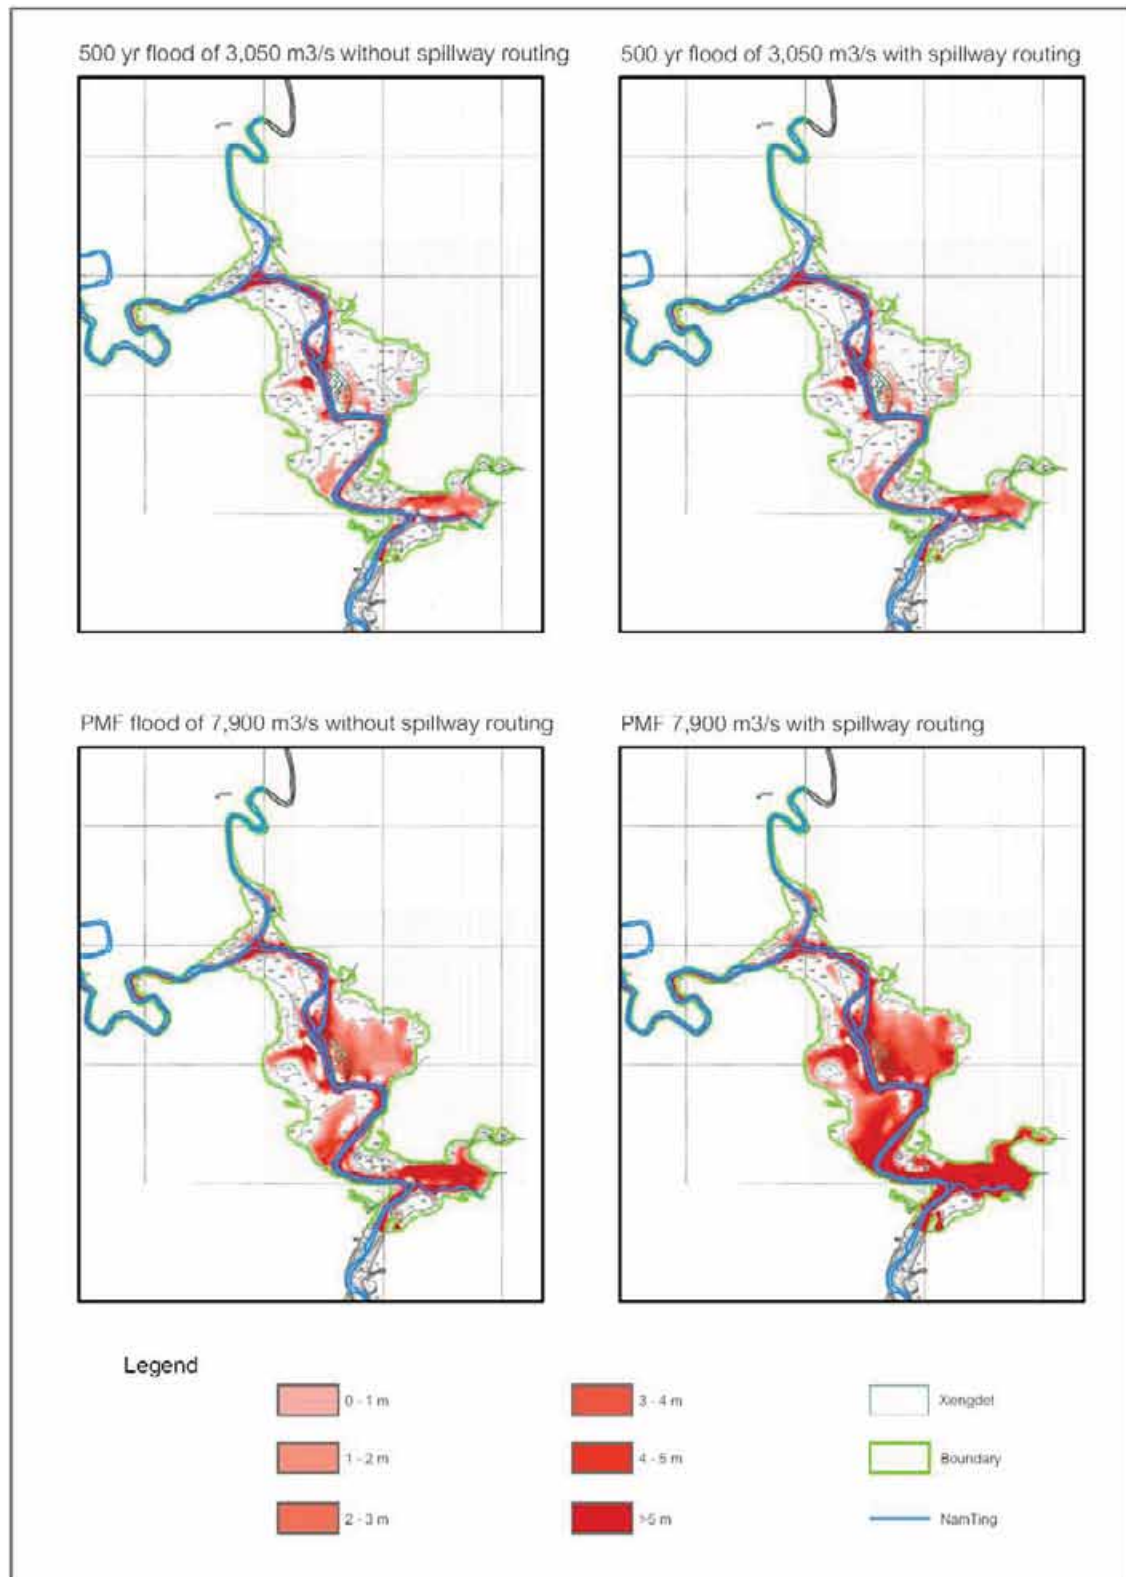 500 yr flood of 3,050 m3/s without spillway routing
500 yr flood of 3,050 m3/s with spillway routing
PMF flood of 7,900 m3/s without spillway routing
PMF 7,900 m3/s with spillway routing
Legend
0 - 1 m
3 - 4 m
Xiengdet
1 - 2 m
4 - 5 m
Boundary
2 - 3 m
>5 m
NamTing